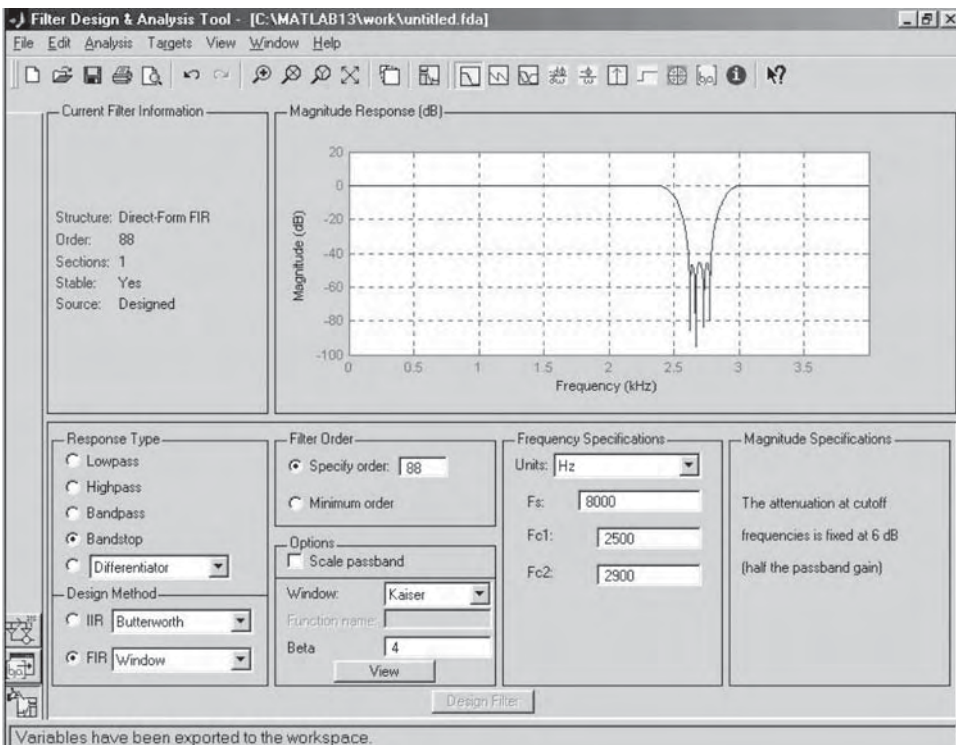 Filter Design & Analysis Tool - [C:\MATLAB13\work\untitled.fda]
File Edit Analysis Targets View Window Help
Current Filter Information
Structure: Direct-Form FIR
Order: 88
Sections: 1
Stable: Yes
Source: Designed
Magnitude Response (dB)
Magnitude (dB)
20
0
-20
-40
-60
-80
-100
0 0.5 1 1.5 2 2.5 3 3.5
Frequency (kHz)
Response Type
Lowpass
Highpass
Bandpass
Bandstop
Differentiator
Design Method
IIR Butterworth
FIR Window
Filter Order
Specify order: 88
Minimum order
Options
Scale passband
Window: Kaiser
Function name:
Beta 4
View
Frequency Specifications
Units: Hz
Fs: 8000
Fc1: 2500
Fc2: 2900
Magnitude Specifications
The attenuation at cutoff
frequencies is fixed at 6 dB
(half the passband gain)
Design Filter
Variables have been exported to the workspace.